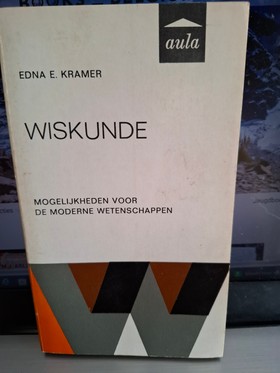 aula
EDNA E. KRAMER
WISKUNDE
MOGELIJKHEDEN VOOR
DE MODERNE WETENSCHAPPEN